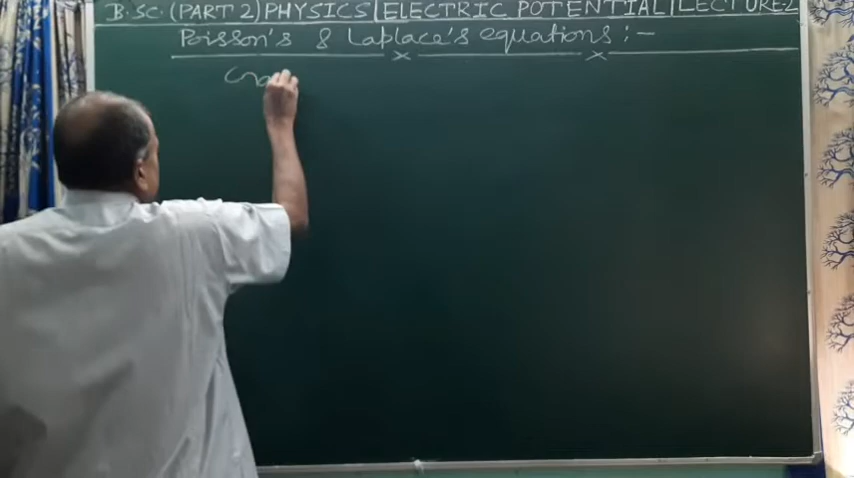 B.SC.(PART 2)|PHYSICS|ELECTRIC POTENTIAL|LECTURE-2
Poisson's & Laplace's equations :-